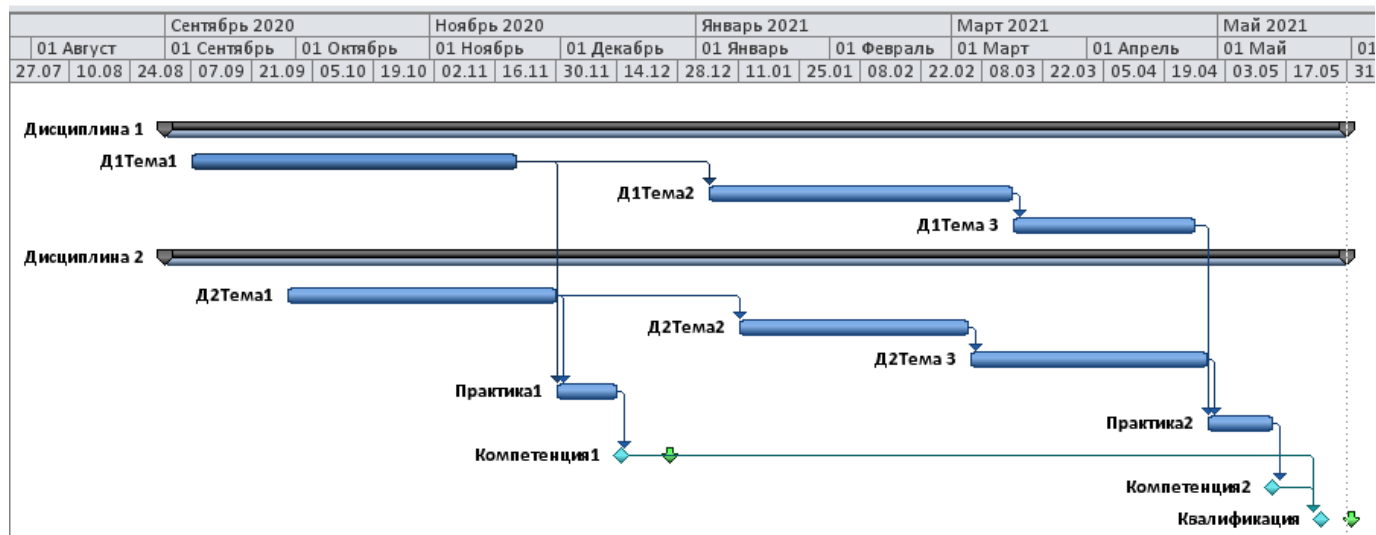 Сентябрь 2020 Ноябрь 2020 Январь 2021 Март 2021 Май 2021
01 Август 01 Сентябрь 01 Октябрь 01 Ноябрь 01 Декабрь 01 Январь 01 Февраль 01 Март 01 Апрель 01 Май 01
27.07 10.08 24.08 07.09 21.09 05.10 19.10 02.11 16.11 30.11 14.12 28.12 11.01 25.01 08.02 22.02 08.03 22.03 05.04 19.04 03.05 17.05 31
Дисциплина 1
Д1Тема1
Д1Тема2
Д1Тема 3
Дисциплина 2
Д2Тема1
Д2Тема2
Д2Тема 3
Практика1
Практика2
Компетенция1
Компетенция2
Квалификация